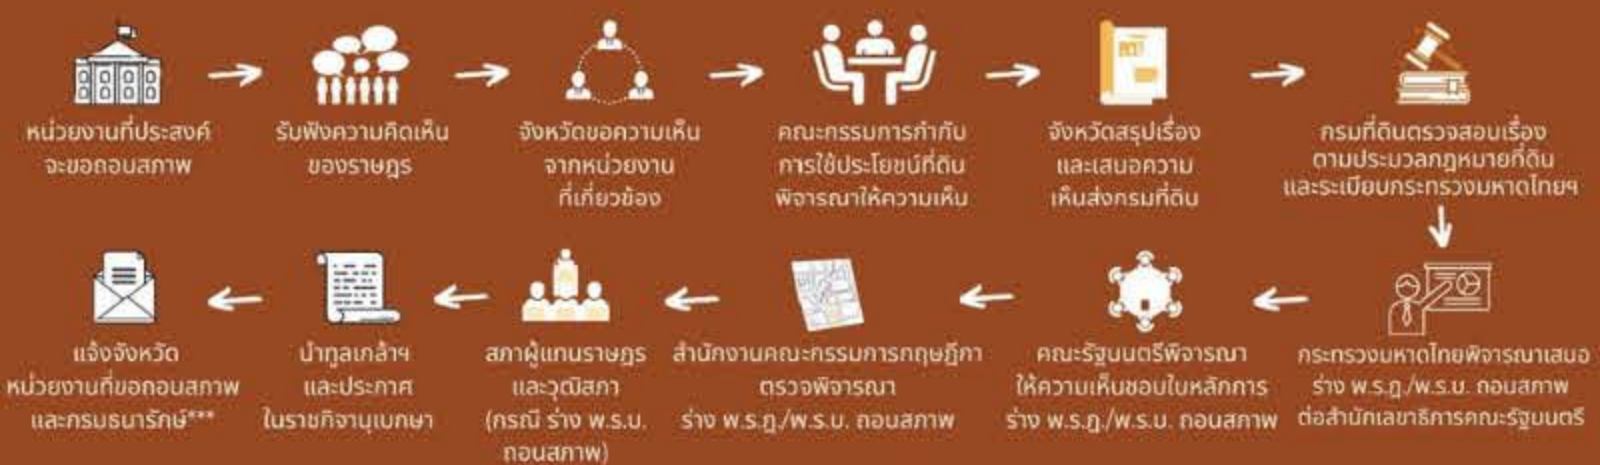 หน่วยงานที่ประสงค์
จะขอถอนสภาพ
รับฟังความคิดเห็น
ของราษฎร
จังหวัดขอความเห็น
จากหน่วยงาน
ที่เกี่ยวข้อง
คณะกรรมการกำกับ
การใช้ประโยชน์ที่ดิน
พิจารณาให้ความเห็น
จังหวัดสรุปเรื่อง
และเสนอความ
เห็นส่งกรมที่ดิน
กรมที่ดินตรวจสอบเรื่อง
ตามประมวลกฎหมายที่ดิน
และระเบียบกระทรวงมหาดไทยฯ
กระทรวงมหาดไทยพิจารณาเสนอ
ร่าง พ.ร.ฎ./พ.ร.บ. ถอนสภาพ
ต่อสำนักเลขาธิการคณะรัฐมนตรี
คณะรัฐมนตรีพิจารณา
ให้ความเห็นชอบในหลักการ
ร่าง พ.ร.ฎ./พ.ร.บ. ถอนสภาพ
สำนักงานคณะกรรมการกฤษฎีกา
ตรวจพิจารณา
ร่าง พ.ร.ฎ./พ.ร.บ. ถอนสภาพ
สภาผู้แทนราษฎร
และวุฒิสภา
(กรณี ร่าง พ.ร.บ.
ถอนสภาพ)
นำทูลเกล้าฯ
และประกาศ
ในราชกิจจานุเบกษา
แจ้งจังหวัด
หน่วยงานที่ขอถอนสภาพ
และกรมธนารักษ์***